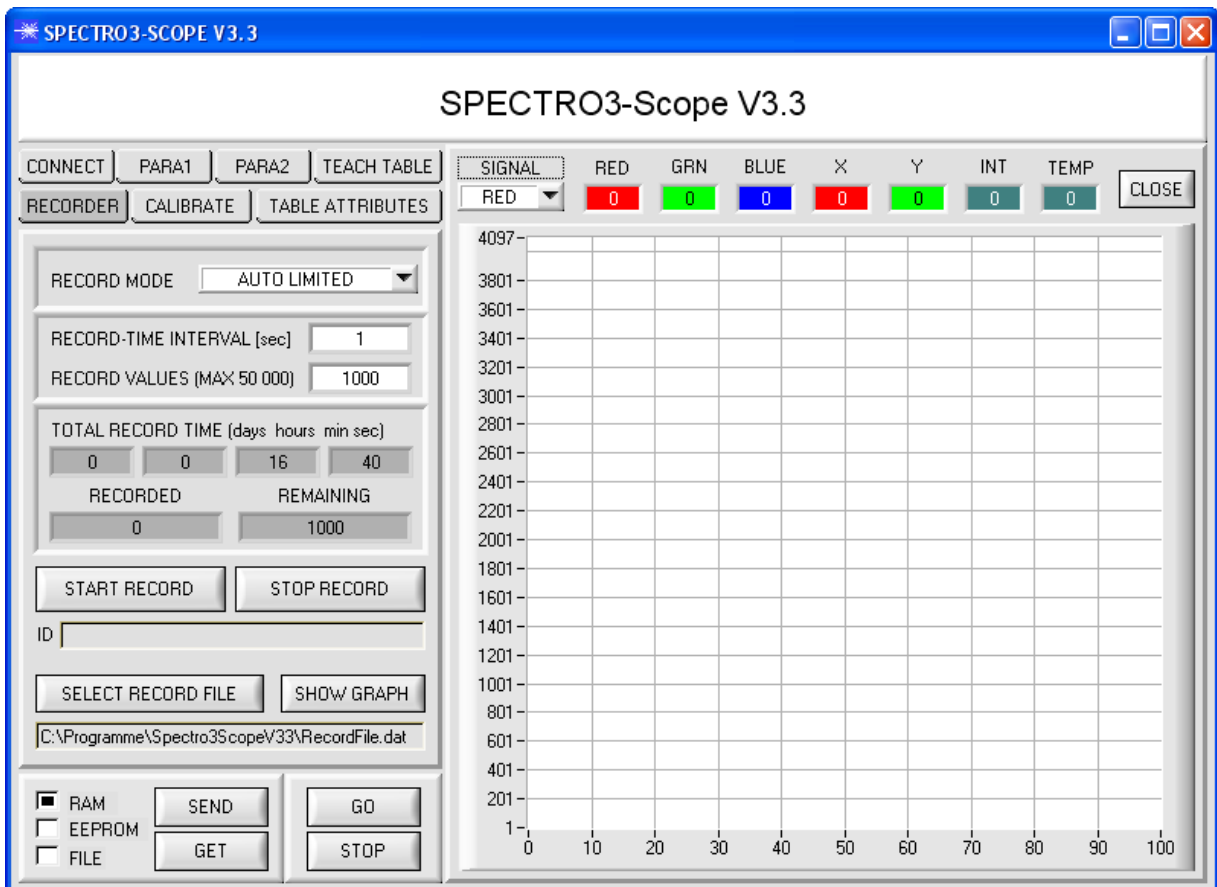 SPECTRO3-SCOPE V3.3
SPECTRO3-Scope V3.3
CONNECT PARA1 PARA2 TEACH TABLE
RECORDER CALIBRATE TABLE ATTRIBUTES
RECORD MODE AUTO LIMITED
RECORD-TIME INTERVAL [sec] 1
RECORD VALUES (MAX 50 000) 1000
TOTAL RECORD TIME (days hours min sec)
0 0 16 40
RECORDED REMAINING
0 1000
START RECORD STOP RECORD
ID
SELECT RECORD FILE SHOW GRAPH
C:\Programme\Spectro3ScopeV33\RecordFile.dat
RAM SEND GO
EEPROM
FILE GET STOP
SIGNAL RED GRN BLUE X Y INT TEMP
RED 0 0 0 0 0 0 0 CLOSE
4097
3801
3601
3401
3201
3001
2801
2601
2401
2201
2001
1801
1601
1401
1201
1001
801
601
401
201
1
0 10 20 30 40 50 60 70 80 90 100